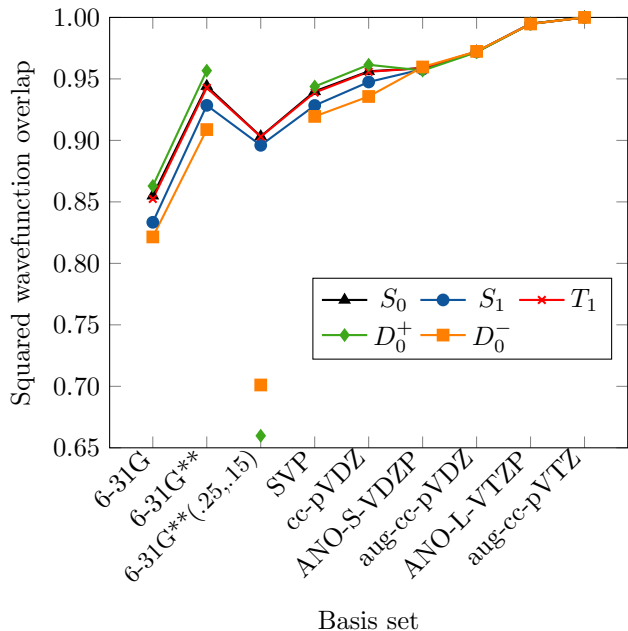 1.00
0.95
0.90
0.85
0.80
0.75
0.70
0.65
Squared wavefunction overlap
S₀ S₁ T₁
D₀⁺ D₀⁻
6-31G
6-31G**
6-31G**(.25,.15)
SVP
cc-pVDZ
ANO-S-VDZP
aug-cc-pVDZ
ANO-L-VTZP
aug-cc-pVTZ
Basis set